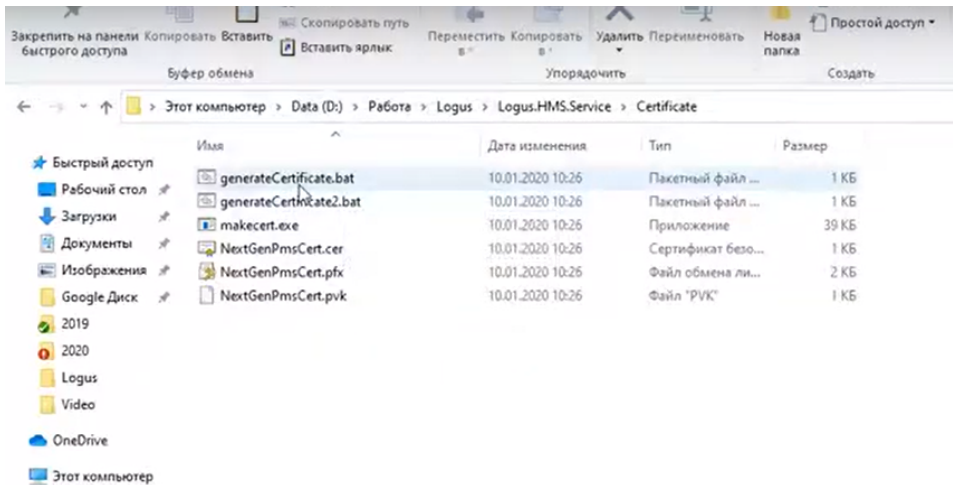 Скопировать путь
Простой доступ
Закрепить на панели быстрого доступа
Копировать
Вставить
Вставить ярлык
Переместить в
Копировать в
Удалить
Переименовать
Новая папка
Буфер обмена
Упорядочить
Создать
Этот компьютер > Data (D:) > Работа > Logus > Logus.HMS.Service > Certificate
Имя Дата изменения Тип Размер
generateCertificate.bat 10.01.2020 10:26 Пакетный файл ... 1 КБ
generateCertificate2.bat 10.01.2020 10:26 Пакетный файл ... 1 КБ
makecert.exe 10.01.2020 10:26 Приложение 39 КБ
NextGenPmsCert.cer 10.01.2020 10:26 Сертификат безо... 1 КБ
NextGenPmsCert.pfx 10.01.2020 10:26 Файл обмена ли... 2 КБ
NextGenPmsCert.pvk 10.01.2020 10:26 Файл "PVK" 1 КБ
Быстрый доступ
Рабочий стол
Загрузки
Документы
Изображения
Google Диск
2019
2020
Logus
Video
OneDrive
Этот компьютер